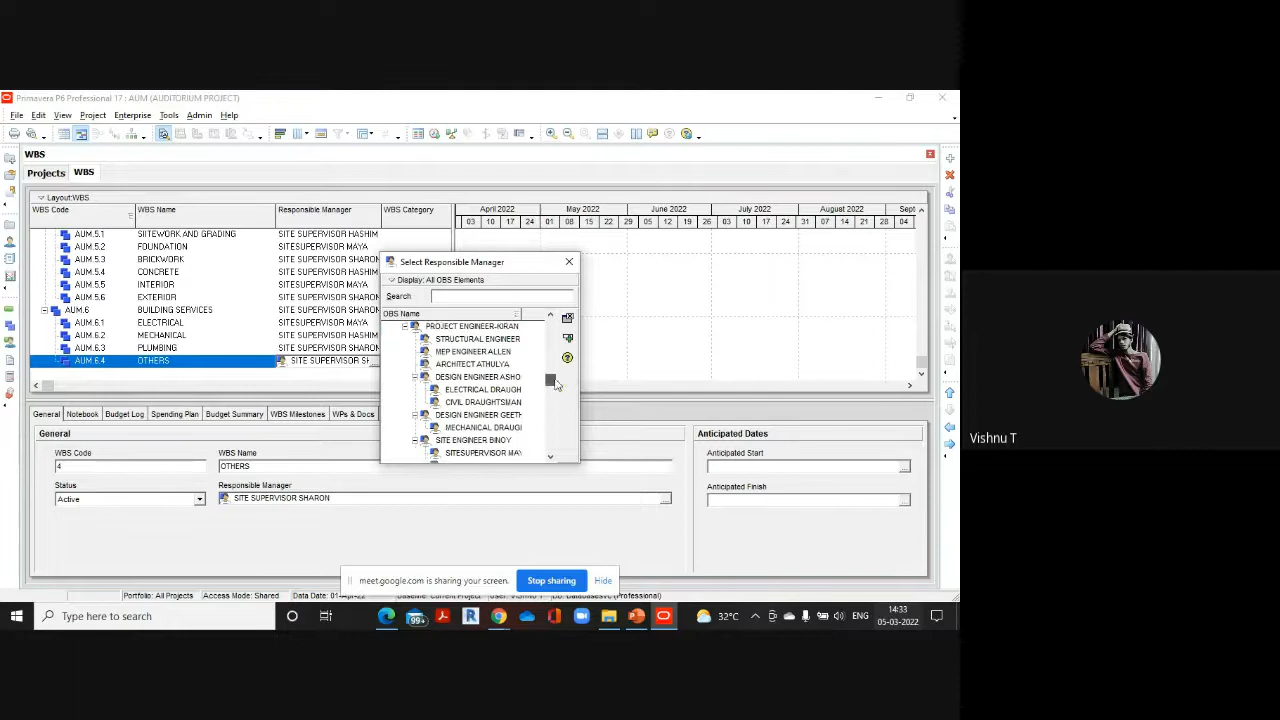 Primavera P6 Professional 17 : AUM (AUDITORIUM PROJECT)
File Edit View Project Enterprise Tools Admin Help
WBS
Projects WBS
Layout:WBS
WBS Code WBS Name Responsible Manager WBS Category
April 2022 May 2022 June 2022 July 2022 August 2022 Sept
03 10 17 24 01 08 15 22 29 05 12 19 26 03 10 17 24 31 07 14 21 28 04
AUM.5.1 SIITEWORK AND GRADING SITE SUPERVISOR HASHIM
AUM.5.2 FOUNDATION SITESUPERVISOR MAYA
AUM.5.3 BRICKWORK SITE SUPERVISOR SHARON
AUM.5.4 CONCRETE SITE SUPERVISOR HASHIM
AUM.5.5 INTERIOR SITESUPERVISOR MAYA
AUM.5.6 EXTERIOR SITE SUPERVISOR SHARON
AUM.6 BUILDING SERVICES SITE SUPERVISOR HASHIM
AUM.6.1 ELECTRICAL SITESUPERVISOR MAYA
AUM.6.2 MECHANICAL SITE SUPERVISOR HASHIM
AUM.6.3 PLUMBING SITE SUPERVISOR SHARON
AUM.6.4 OTHERS SITE SUPERVISOR SH...
Select Responsible Manager
Display: All OBS Elements
Search
OBS Name
PROJECT ENGINEER-KIRAN
STRUCTURAL ENGINEER
MEP ENGINEER ALLEN
ARCHITECT ATHULYA
DESIGN ENGINEER ASHO
ELECTRICAL DRAUGH
CIVIL DRAUGHTSMAN
DESIGN ENGINEER GEETH
MECHANICAL DRAUGI
SITE ENGINEER BINOY
SITESUPERVISOR MAY
General Notebook Budget Log Spending Plan Budget Summary WBS Milestones WPs & Docs
General
WBS Code WBS Name
4 OTHERS
Status Responsible Manager
Active SITE SUPERVISOR SHARON
Anticipated Dates
Anticipated Start
Anticipated Finish
meet.google.com is sharing your screen. Stop sharing Hide
Portfolio: All Projects Access Mode: Shared
Type here to search
99+
32°C
ENG
14:33
05-03-2022
Vishnu T